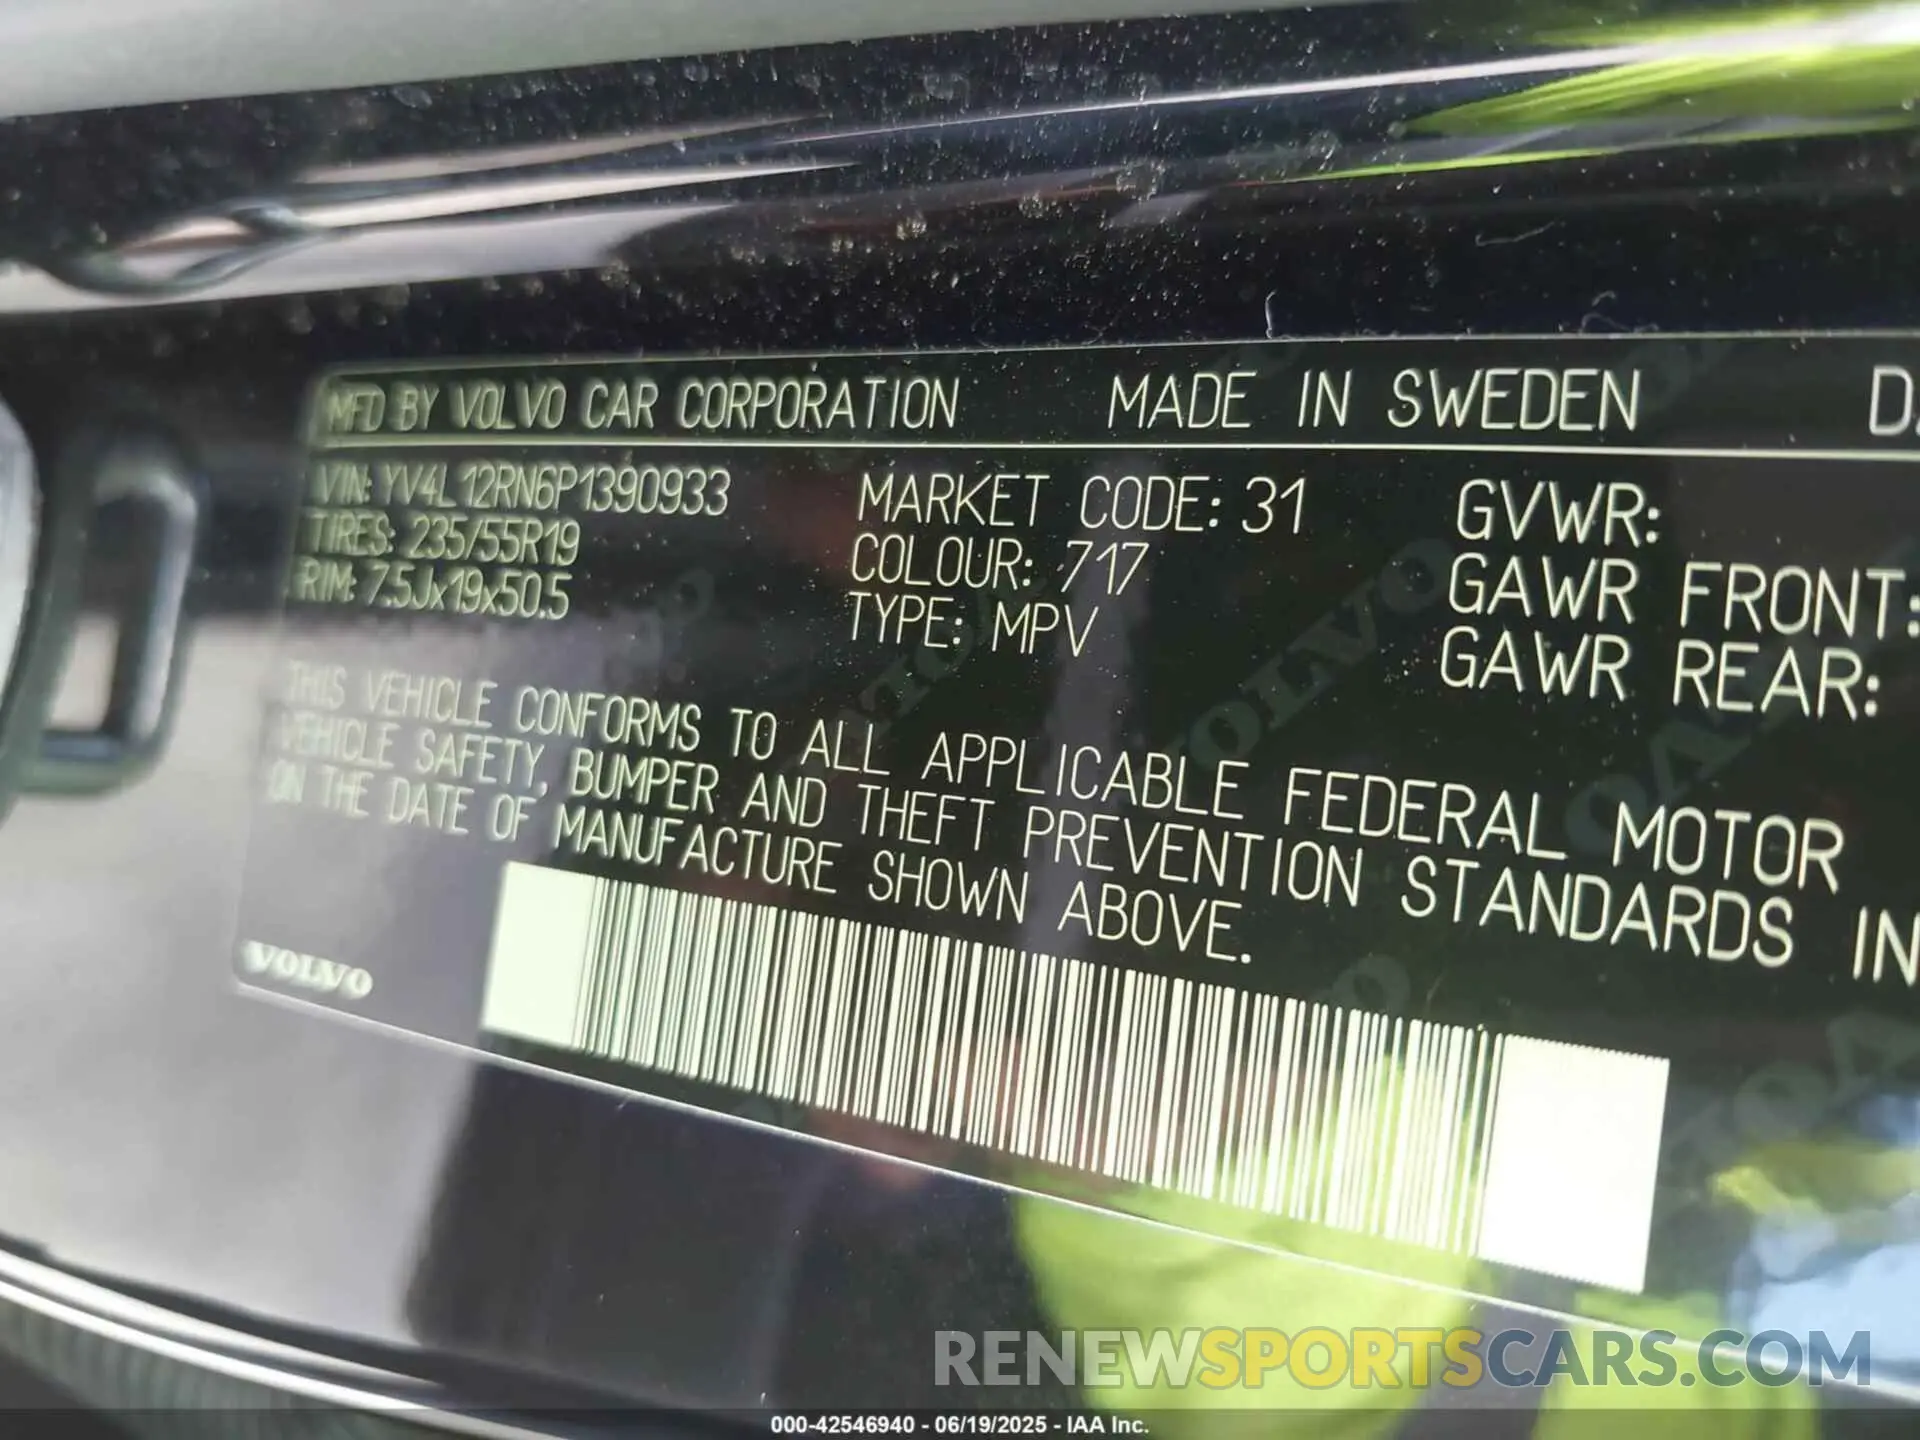 MFD BY VOLVO CAR CORPORATION MADE IN SWEDEN
VIN: YV4L12RN6P1390933 MARKET CODE: 31 GVWR:
TIRES: 235/55R19 COLOUR: 717 GAWR FRONT:
RIM: 7.5Jx19x50.5 TYPE: MPV GAWR REAR:
THIS VEHICLE CONFORMS TO ALL APPLICABLE FEDERAL MOTOR
VEHICLE SAFETY, BUMPER AND THEFT PREVENTION STANDARDS IN
ON THE DATE OF MANUFACTURE SHOWN ABOVE.
VOLVO
RENEWSPORTSCARS.COM
000-42546940 - 06/19/2025 - IAA Inc.